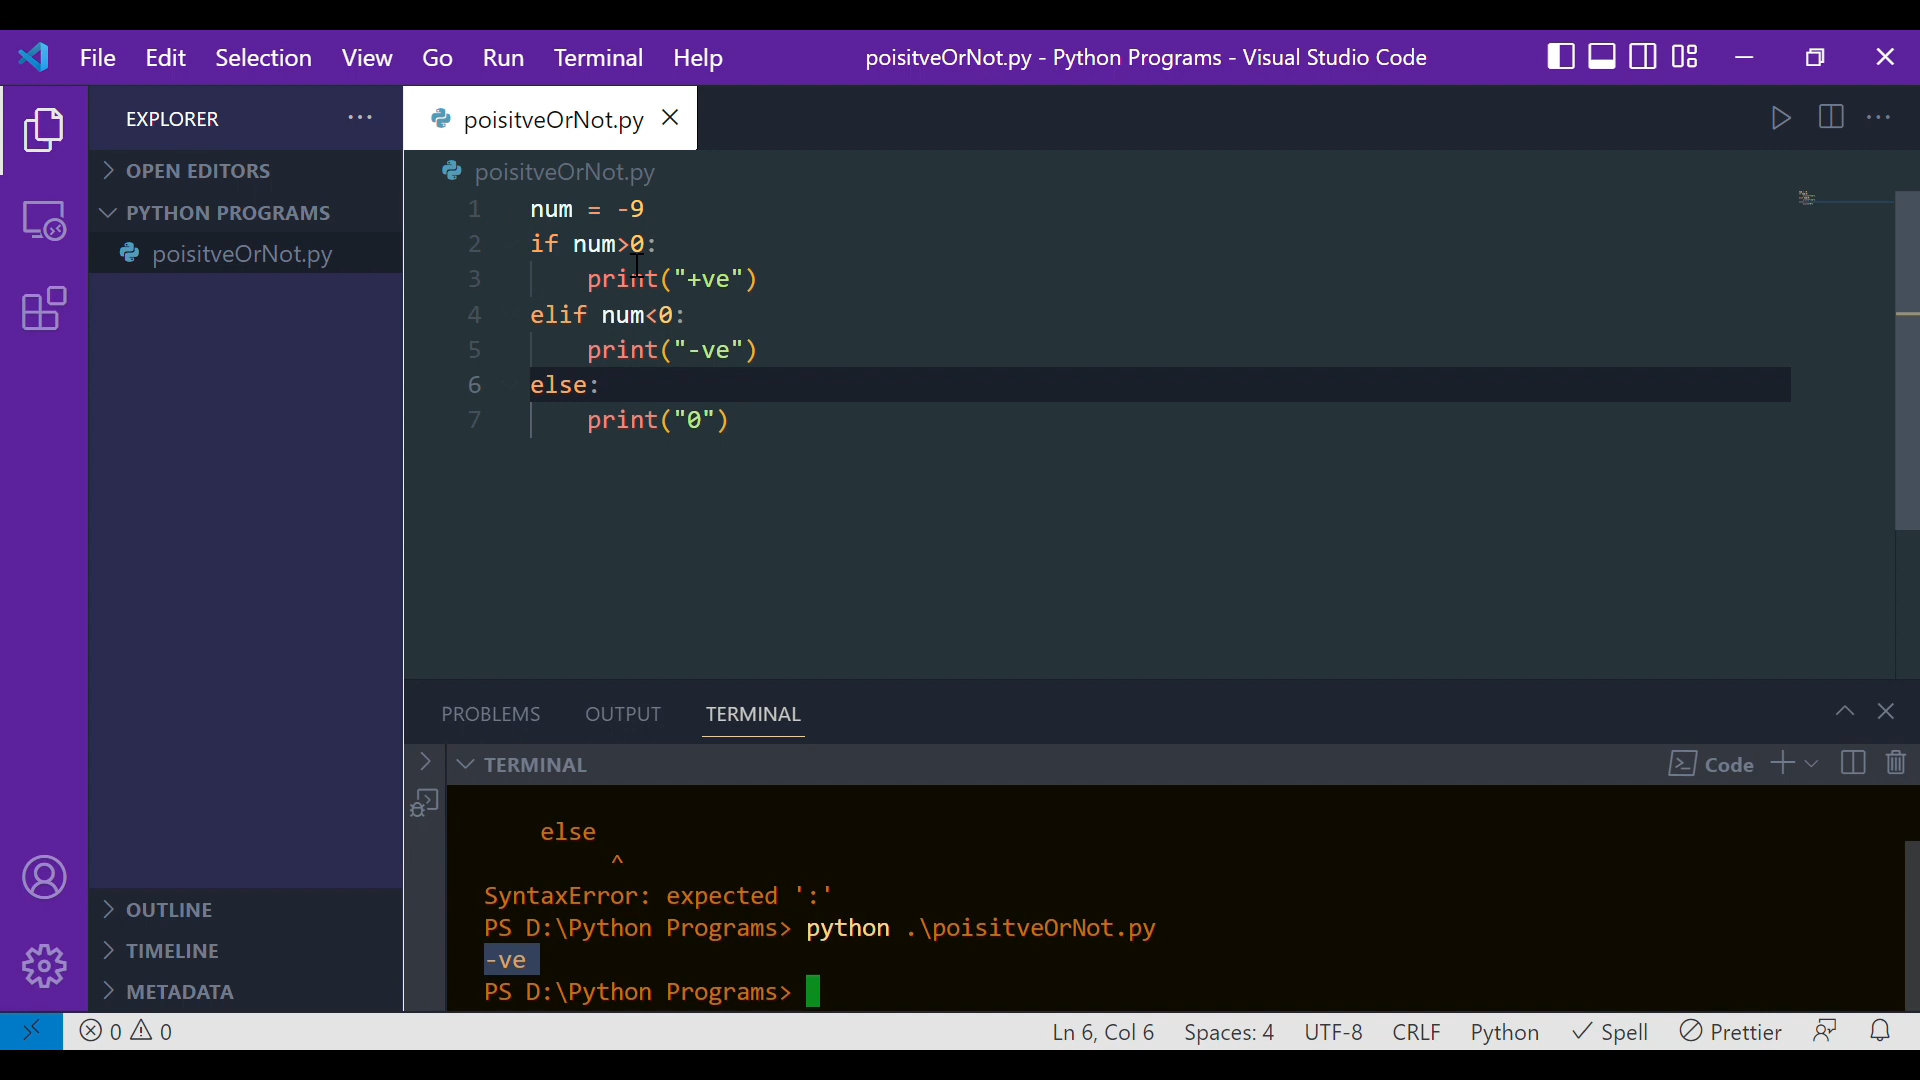 File Edit Selection View Go Run Terminal Help poisitveOrNot.py - Python Programs - Visual Studio Code
EXPLORER
OPEN EDITORS
PYTHON PROGRAMS
poisitveOrNot.py
OUTLINE
TIMELINE
METADATA
poisitveOrNot.py
poisitveOrNot.py
1 num = -9
2 if num>0:
3 print("+ve")
4 elif num<0:
5 print("-ve")
6 else:
7 print("0")
PROBLEMS OUTPUT TERMINAL
TERMINAL Code
else
^
SyntaxError: expected ':'
PS D:\Python Programs> python .\poisitveOrNot.py
-ve
PS D:\Python Programs>
0 0 Ln 6, Col 6 Spaces: 4 UTF-8 CRLF Python Spell Prettier